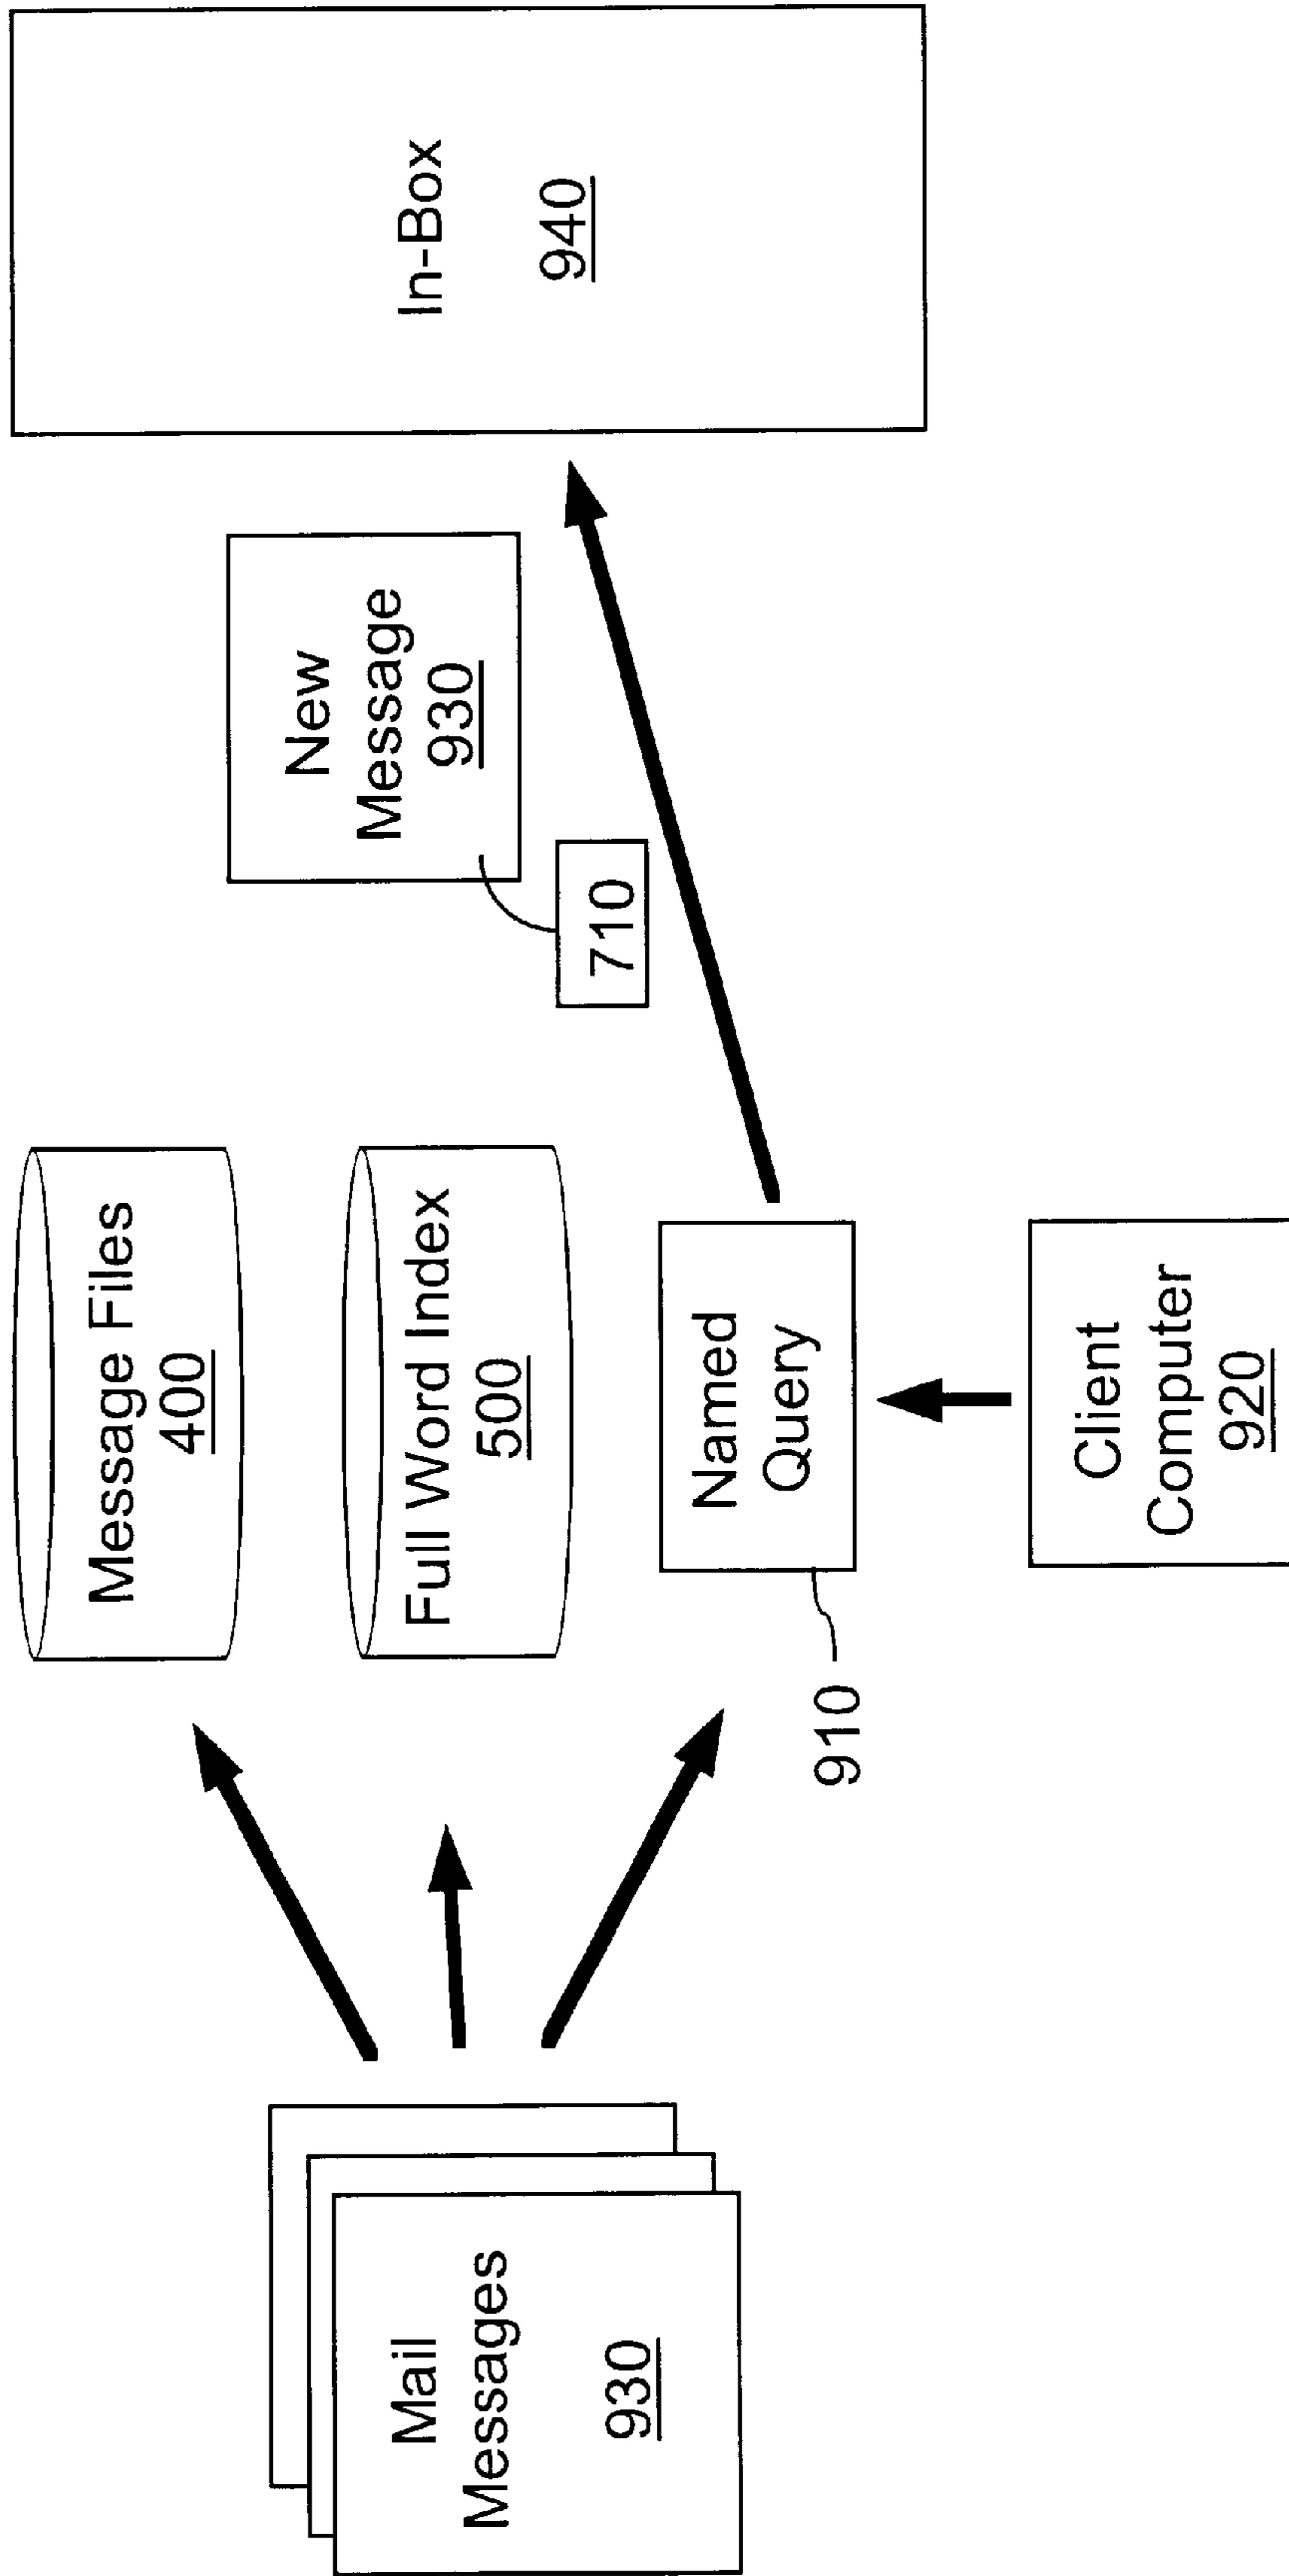 Mail
Messages
930
Message Files
400
Full Word Index
500
Named
Query
910
Client
Computer
920
New
Message
930
710
In-Box
940